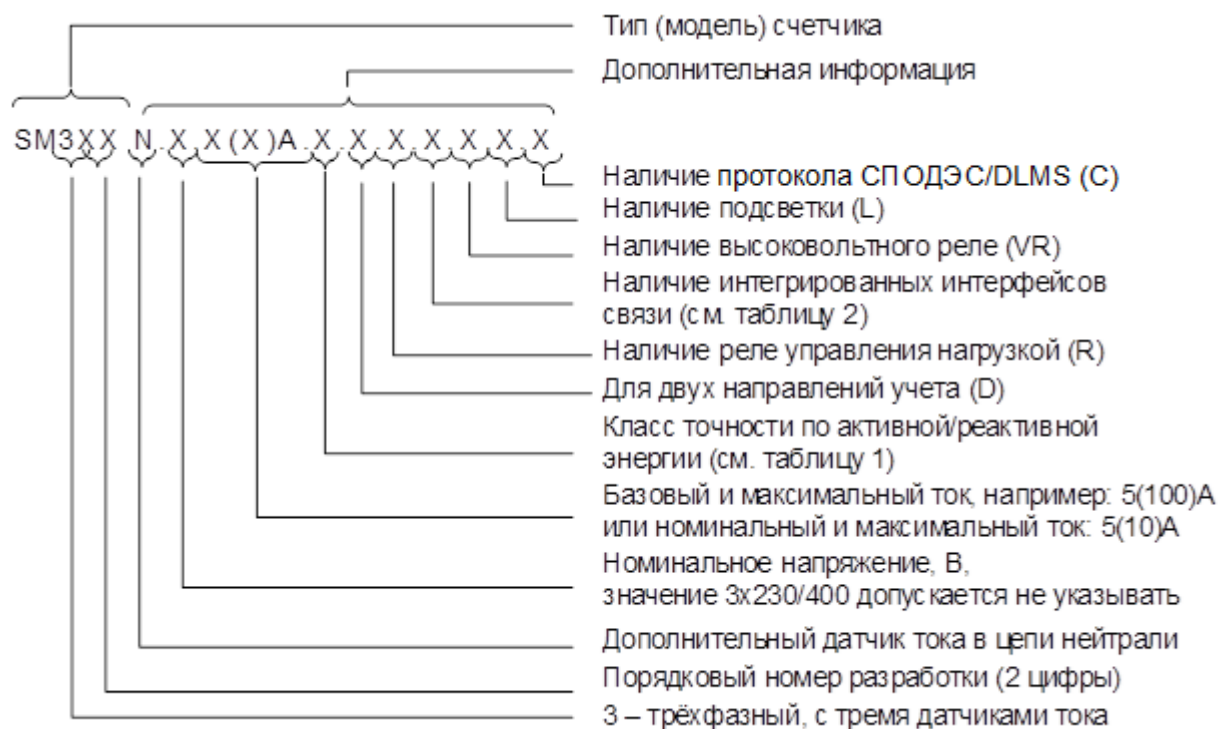 Тип (модель) счетчика
Дополнительная информация
SM3XX N.X.X(X)A.X.X.X.X.X.X.X
Наличие протокола СПОДЭС/DLMS (C)
Наличие подсветки (L)
Наличие высоковольтного реле (VR)
Наличие интегрированных интерфейсов
связи (см. таблицу 2)
Наличие реле управления нагрузкой (R)
Для двух направлений учета (D)
Класс точности по активной/реактивной
энергии (см. таблицу 1)
Базовый и максимальный ток, например: 5(100)А
или номинальный и максимальный ток: 5(10)А
Номинальное напряжение, В,
значение 3х230/400 допускается не указывать
Дополнительный датчик тока в цепи нейтрали
Порядковый номер разработки (2 цифры)
3 – трёхфазный, с тремя датчиками тока